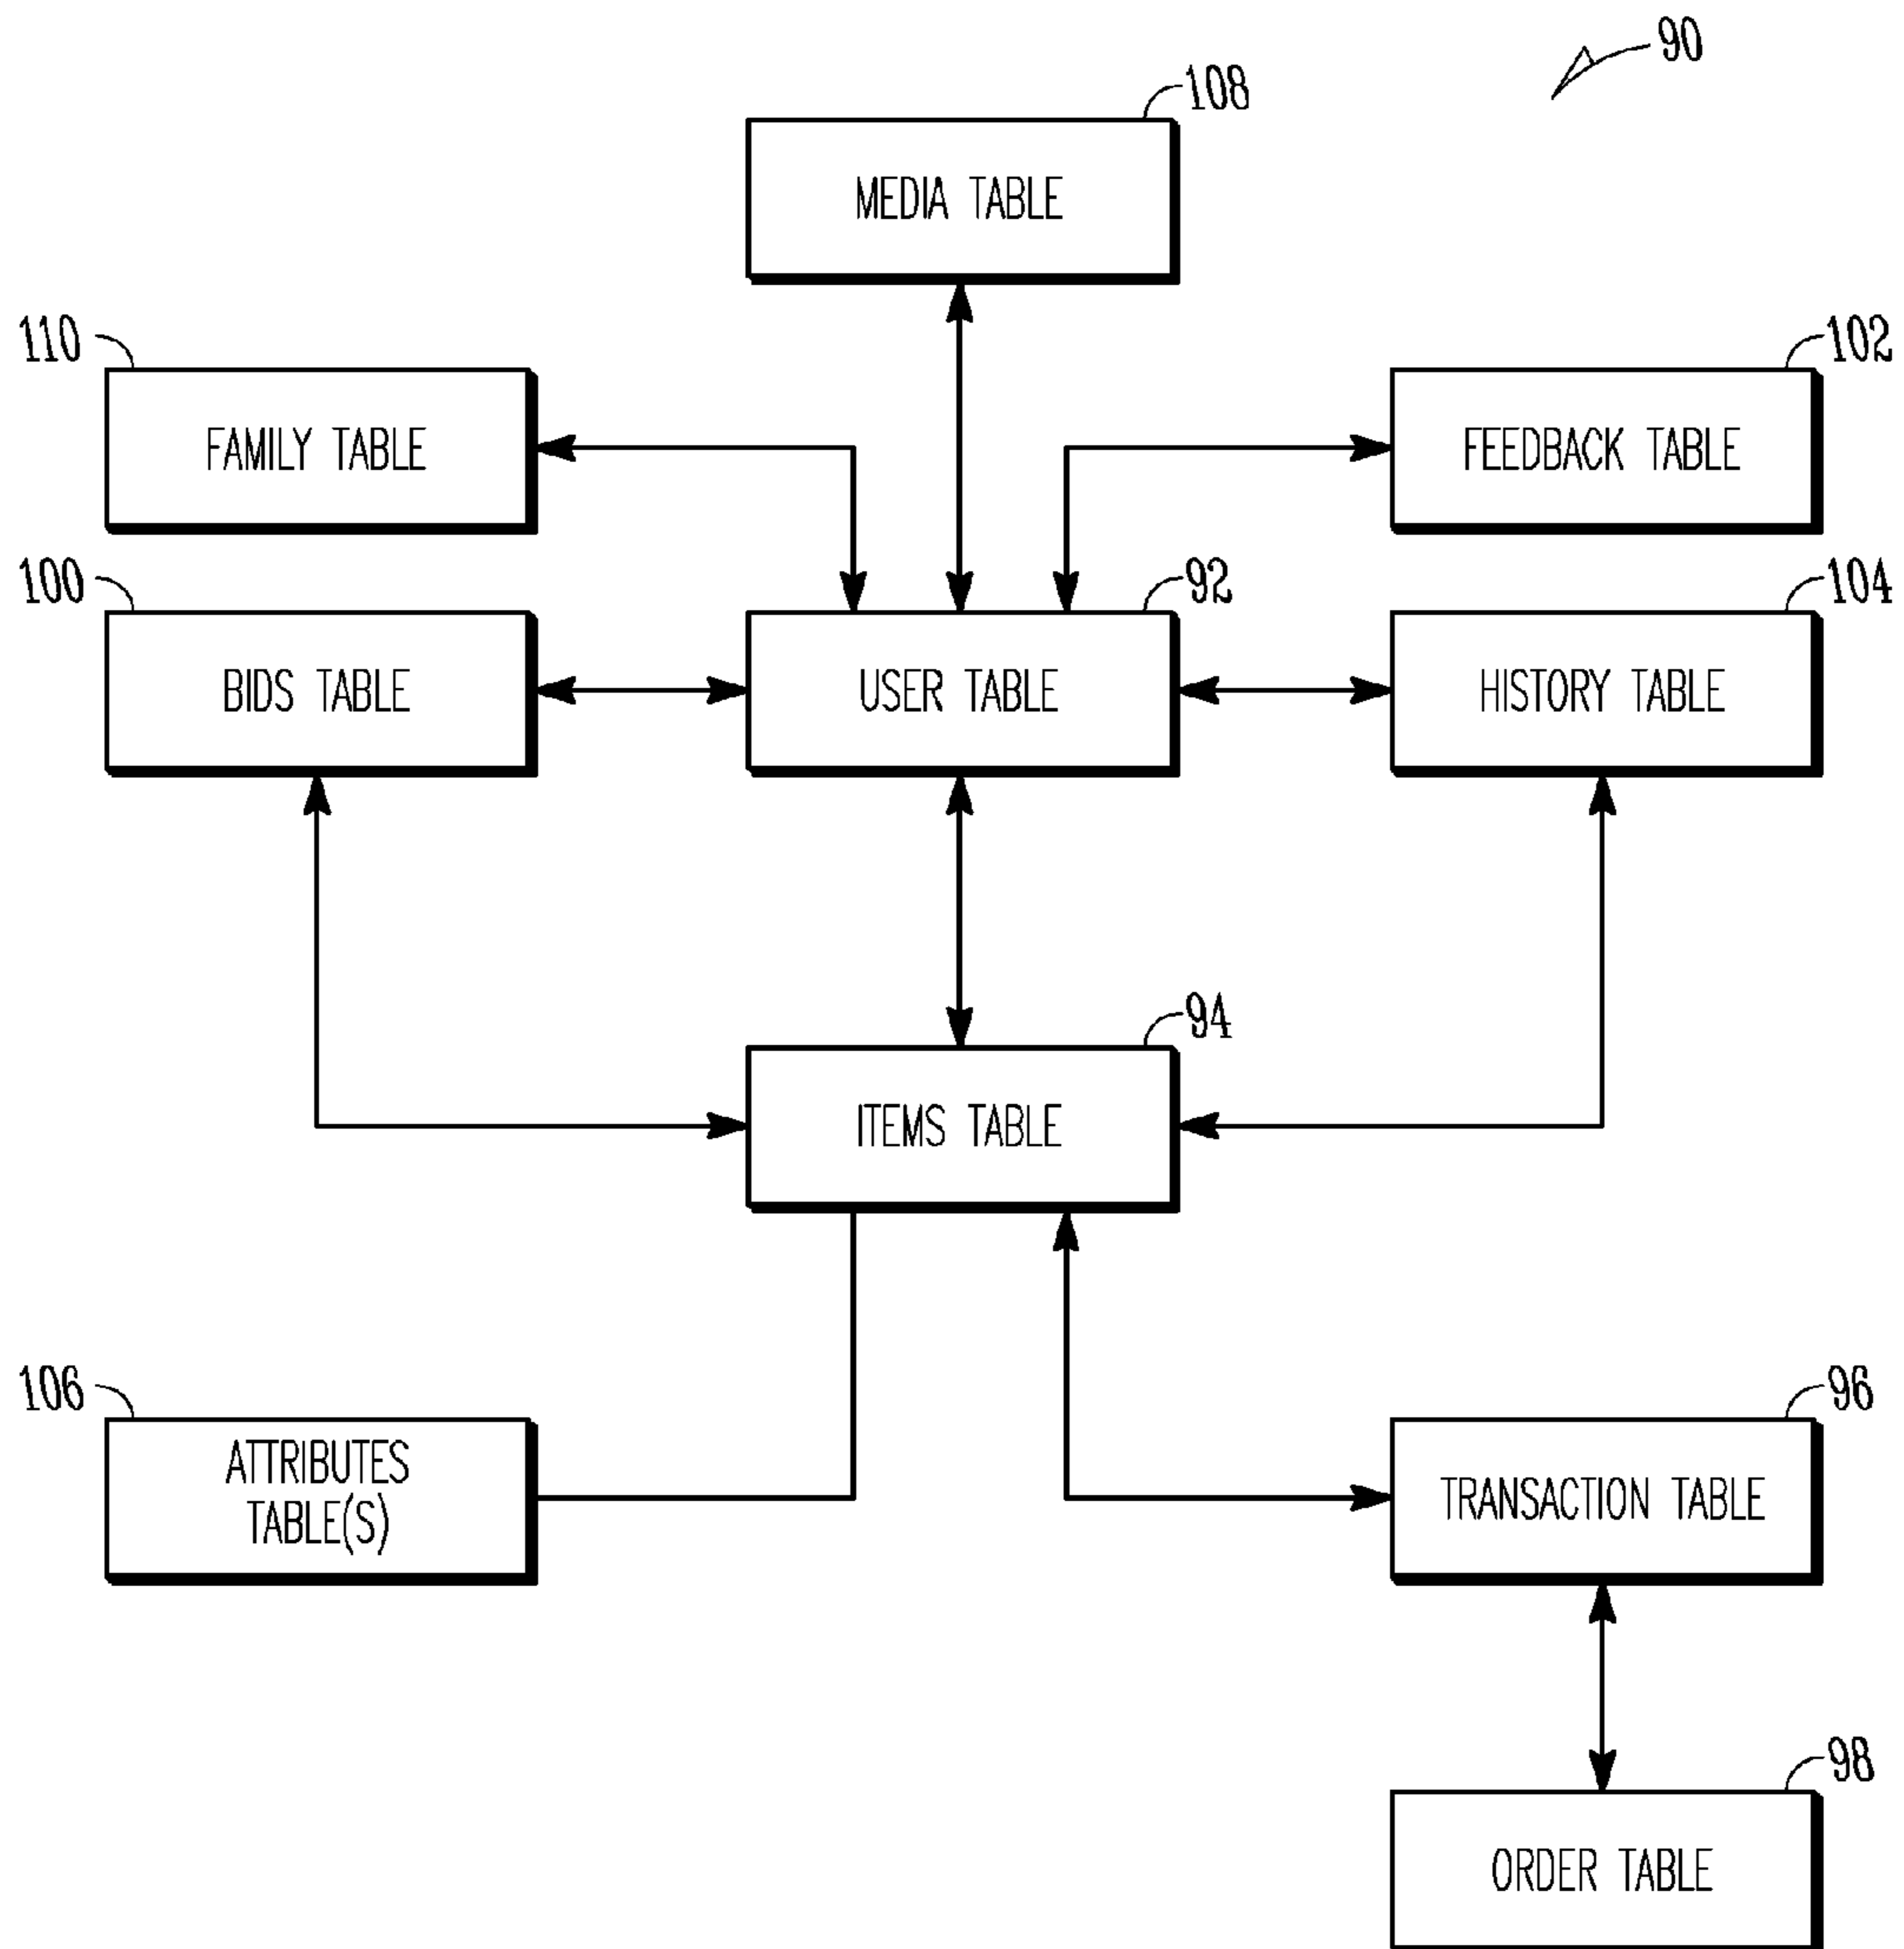 90
108
MEDIA TABLE
110
102
FAMILY TABLE
FEEDBACK TABLE
100
92
104
BIDS TABLE
USER TABLE
HISTORY TABLE
94
ITEMS TABLE
106
96
ATTRIBUTES
TABLE(S)
TRANSACTION TABLE
98
ORDER TABLE